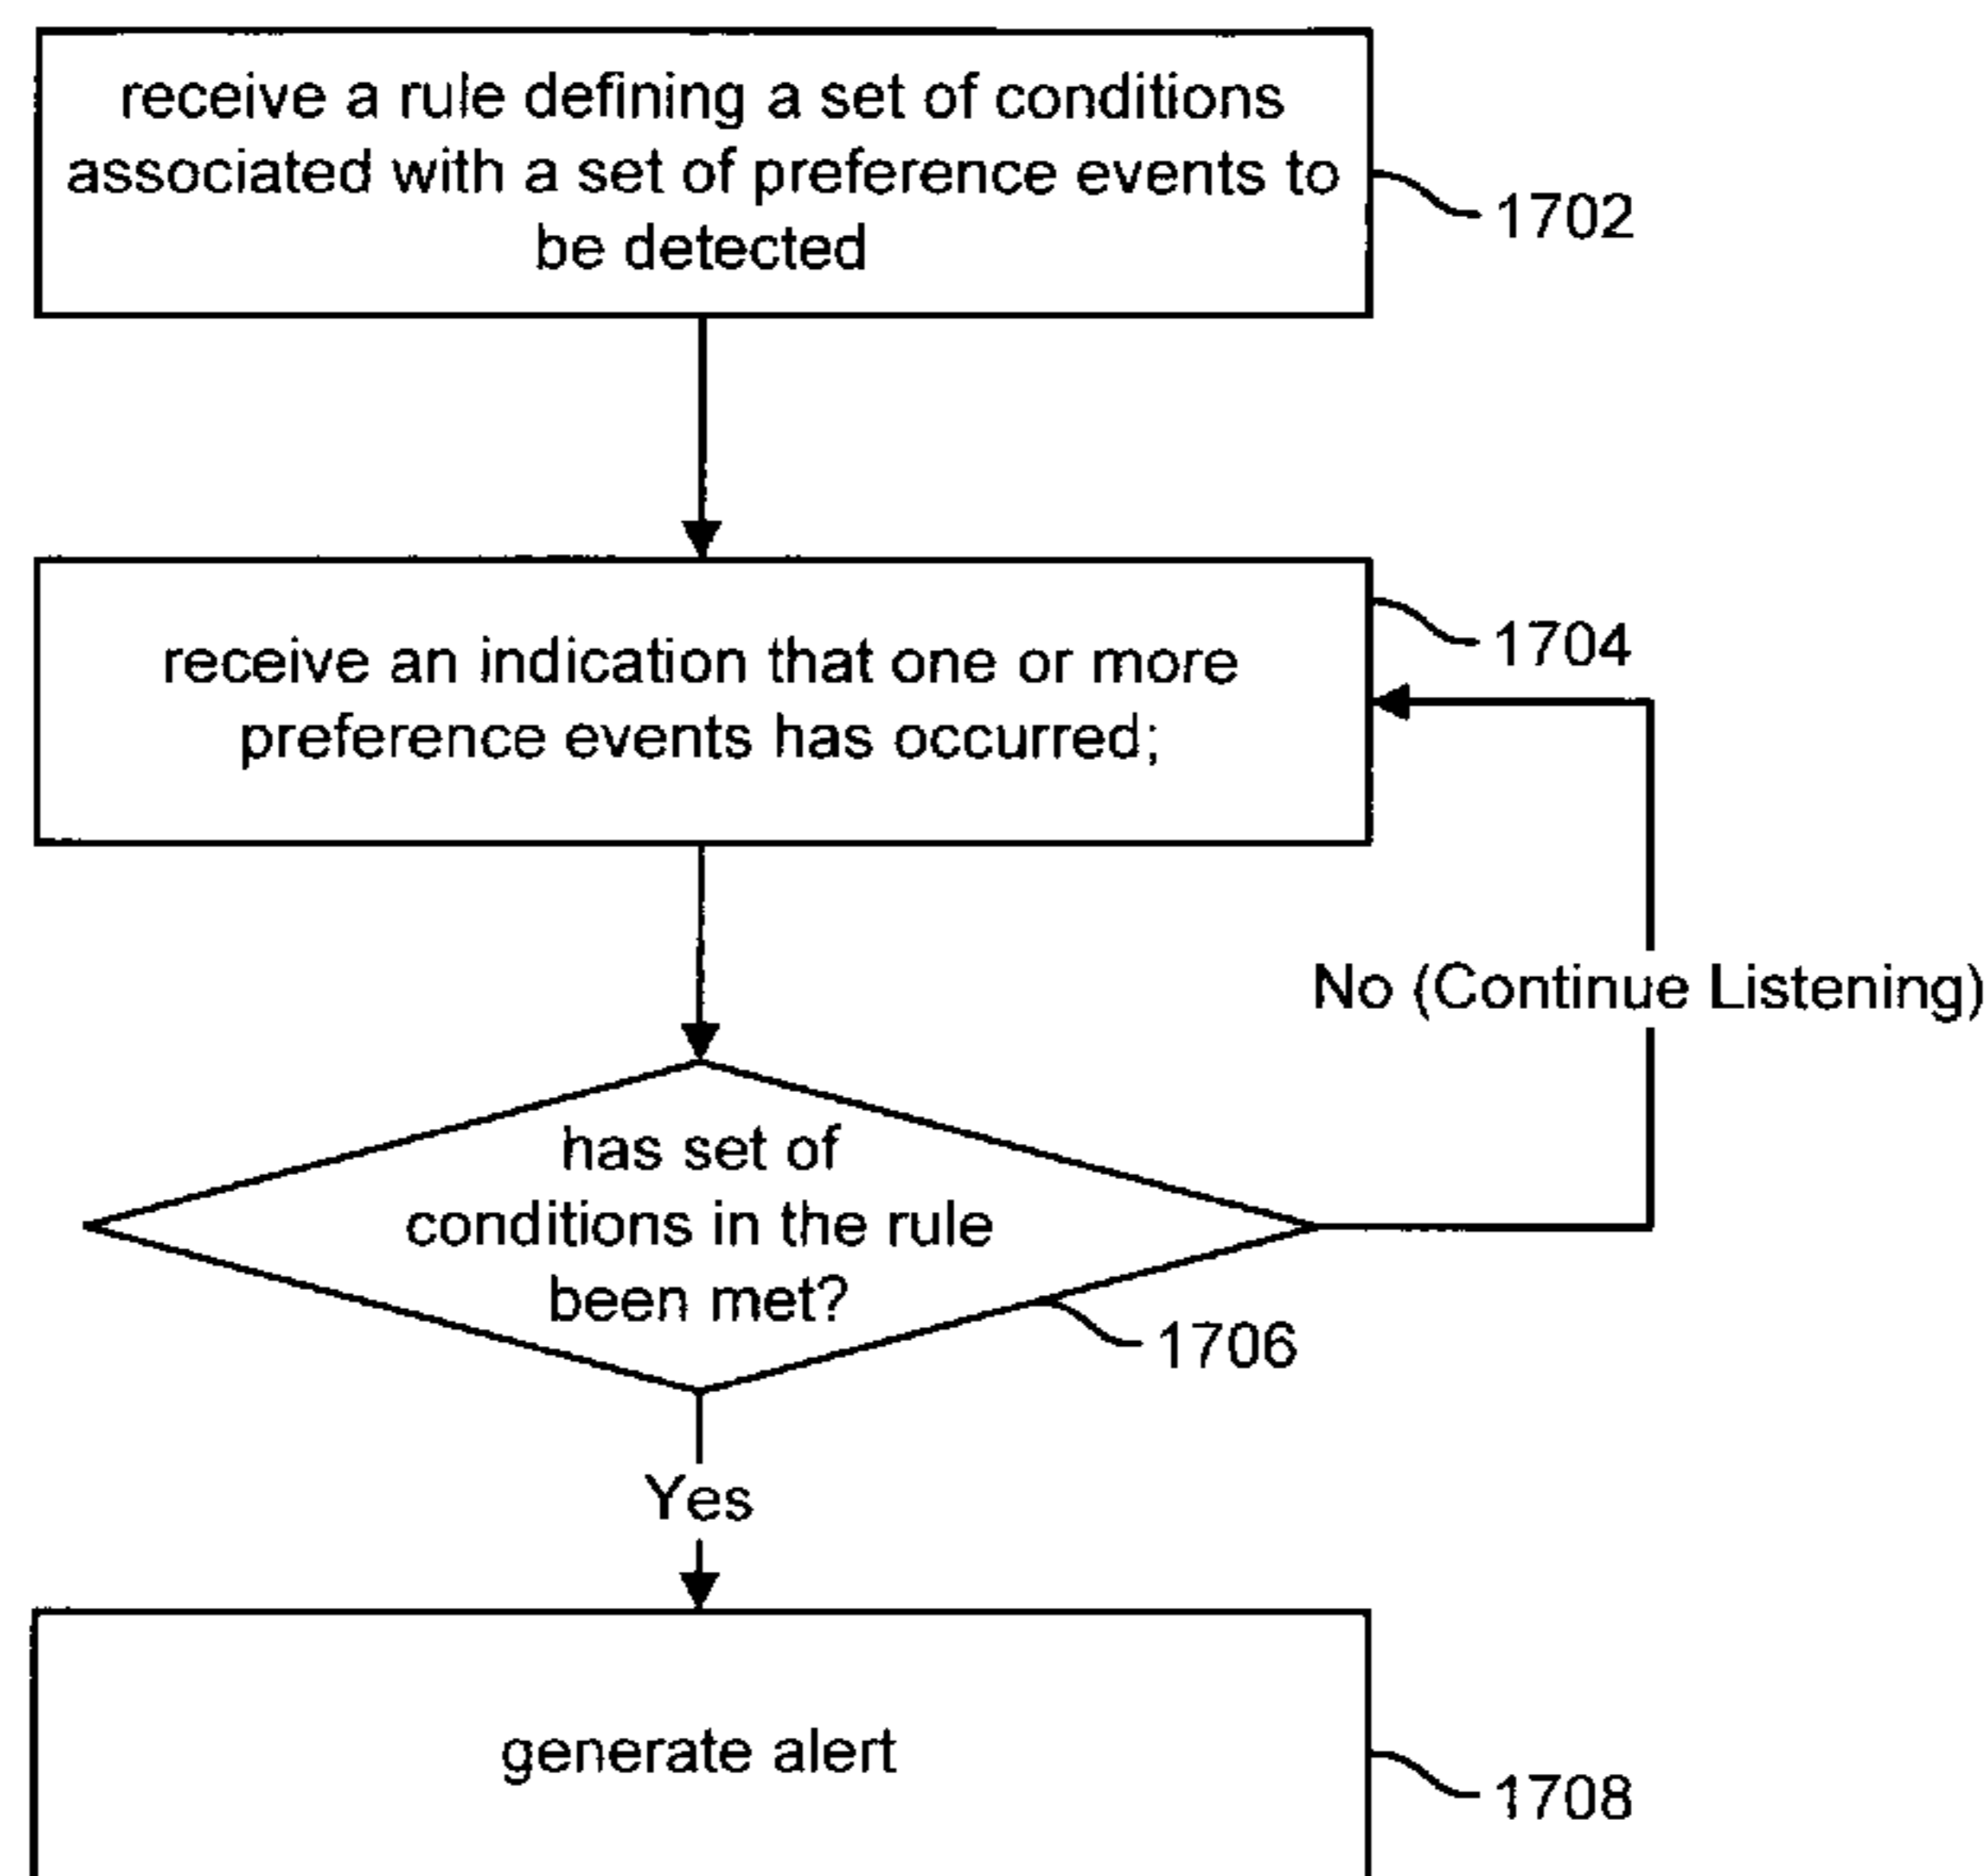 receive a rule defining a set of conditions
associated with a set of preference events to
be detected
1702
receive an indication that one or more
preference events has occurred;
1704
No (Continue Listening)
has set of
conditions in the rule
been met?
1706
Yes
generate alert
1708